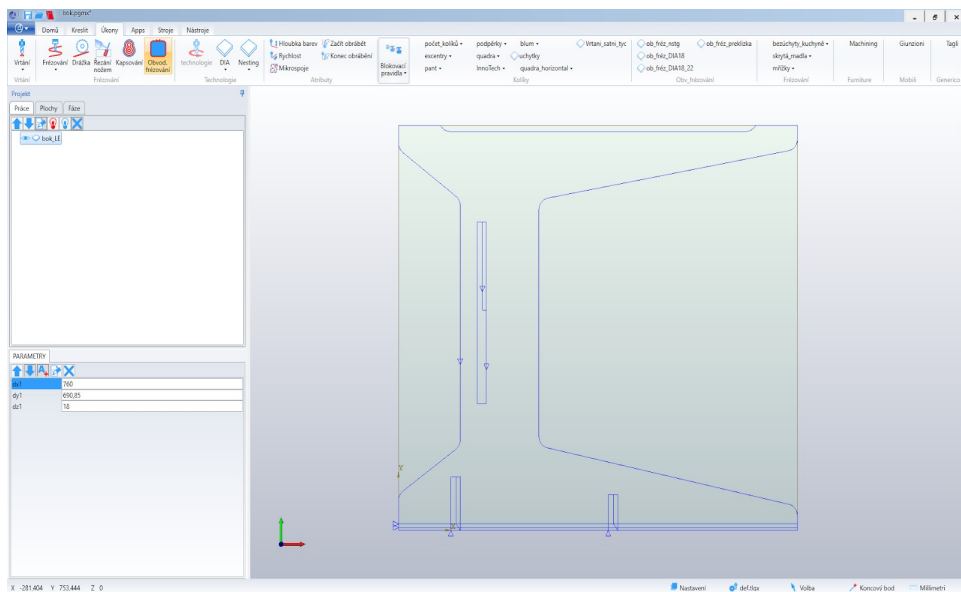 bok.pgmx*
Domů Kreslit Úkony Apps Stroje Nástroje
Vrtání Frézování Drážka Řezání nožem Kapsování Obvod. frézování technologie DIA Nesting
Hloubka barev Začít obrábět
Rychlost Konec obrábění
Mikrospoje
Blokovací pravidla
počet_kolíků podpěrky blum Vrtani_satni_tyc
excentry quadra uchytky
pant InnoTech quadra_horizontal
ob_fréz_nstg ob_fréz_preklizka
ob_fréz_DIA18
ob_fréz_DIA18_22
bezúchyty_kuchyně
skrytá_madla
mřížky
Machining Giunzioni Tagli
Vrtání Frézování Technologie Atributy Kolíky Obv_frézování Frézování Furniture Mobili Generico
Projekt
Práce Plochy Fáze
bok_LE
PARAMETRY
dx1 760
dy1 690,85
dz1 18
Y
X
X -281,404 Y 753,444 Z 0
Nastavení def.tlgx Volba Koncový bod Millimetri